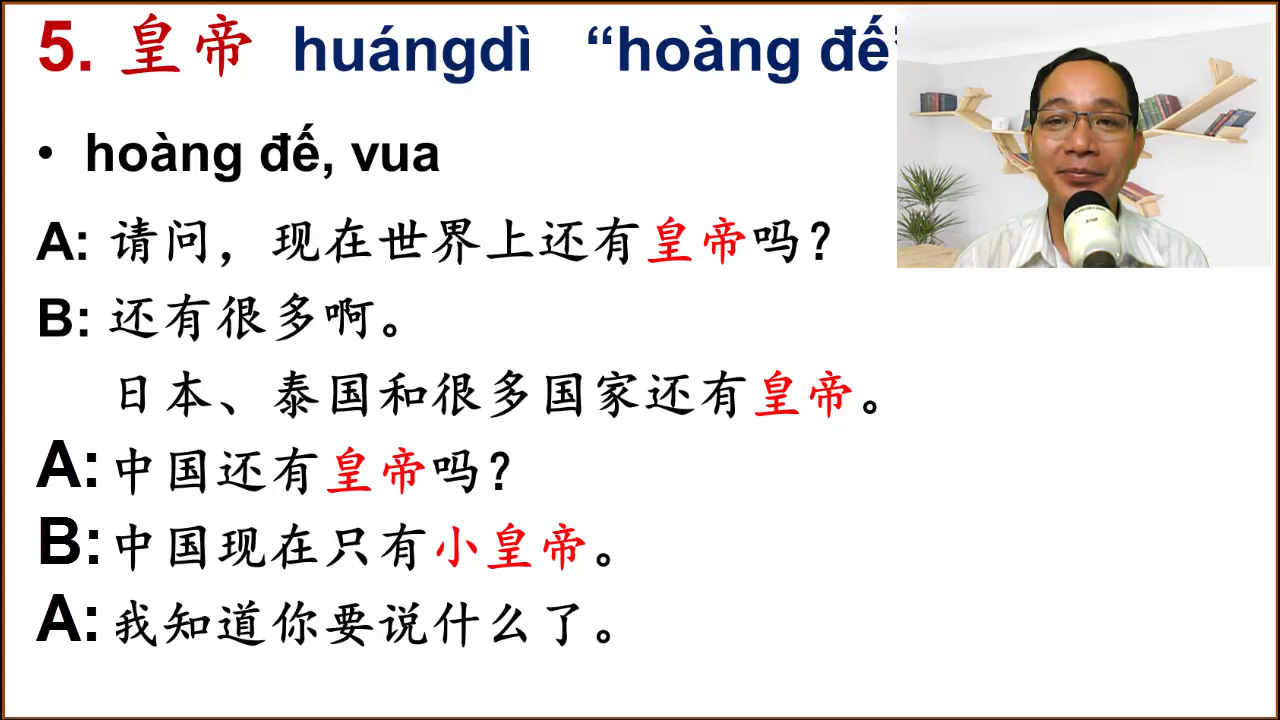 5. 皇帝 huángdì “hoàng đế”
• hoàng đế, vua
A: 请问，现在世界上还有皇帝吗？
B: 还有很多啊。
日本、泰国和很多国家还有皇帝。
A: 中国还有皇帝吗？
B: 中国现在只有小皇帝。
A: 我知道你要说什么了。